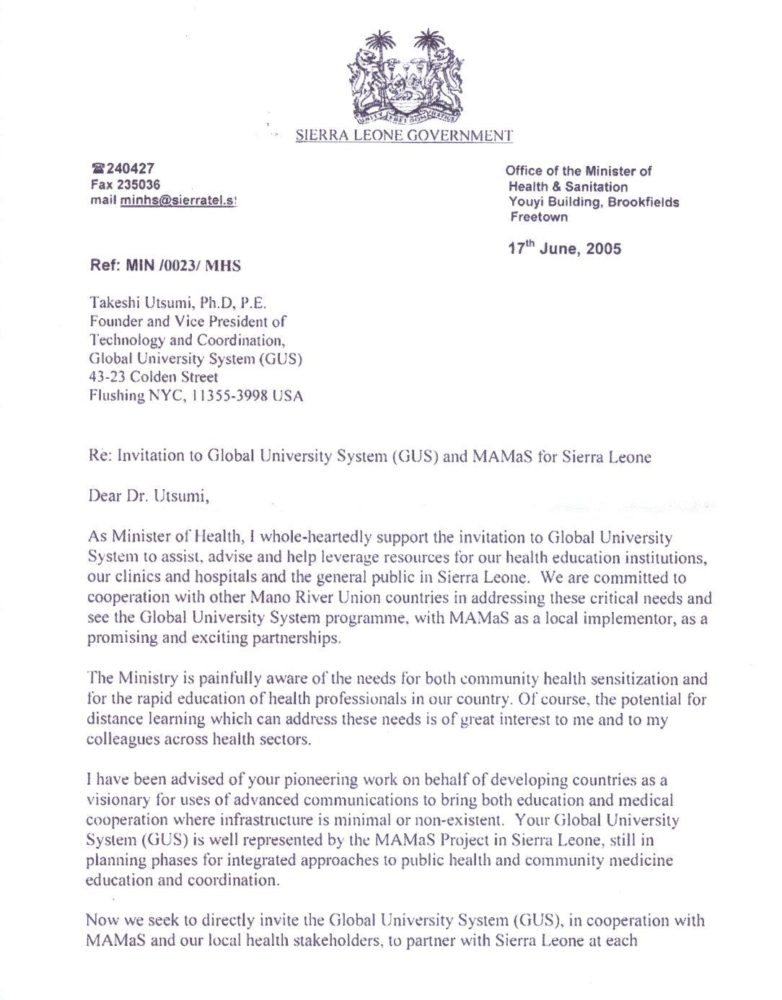 UNITY FREEDOM JUSTICE
SIERRA LEONE GOVERNMENT
☎240427
Fax 235036
mail minhs@sierratel.sl
Office of the Minister of
Health & Sanitation
Youyi Building, Brookfields
Freetown
17th June, 2005
Ref: MIN /0023/ MHS
Takeshi Utsumi, Ph.D, P.E.
Founder and Vice President of
Technology and Coordination,
Global University System (GUS)
43-23 Colden Street
Flushing NYC, 11355-3998 USA
Re: Invitation to Global University System (GUS) and MAMaS for Sierra Leone
Dear Dr. Utsumi,
As Minister of Health, I whole-heartedly support the invitation to Global University
System to assist, advise and help leverage resources for our health education institutions,
our clinics and hospitals and the general public in Sierra Leone. We are committed to
cooperation with other Mano River Union countries in addressing these critical needs and
see the Global University System programme, with MAMaS as a local implementor, as a
promising and exciting partnerships.
The Ministry is painfully aware of the needs for both community health sensitization and
for the rapid education of health professionals in our country. Of course, the potential for
distance learning which can address these needs is of great interest to me and to my
colleagues across health sectors.
I have been advised of your pioneering work on behalf of developing countries as a
visionary for uses of advanced communications to bring both education and medical
cooperation where infrastructure is minimal or non-existent. Your Global University
System (GUS) is well represented by the MAMaS Project in Sierra Leone, still in
planning phases for integrated approaches to public health and community medicine
education and coordination.
Now we seek to directly invite the Global University System (GUS), in cooperation with
MAMaS and our local health stakeholders, to partner with Sierra Leone at each